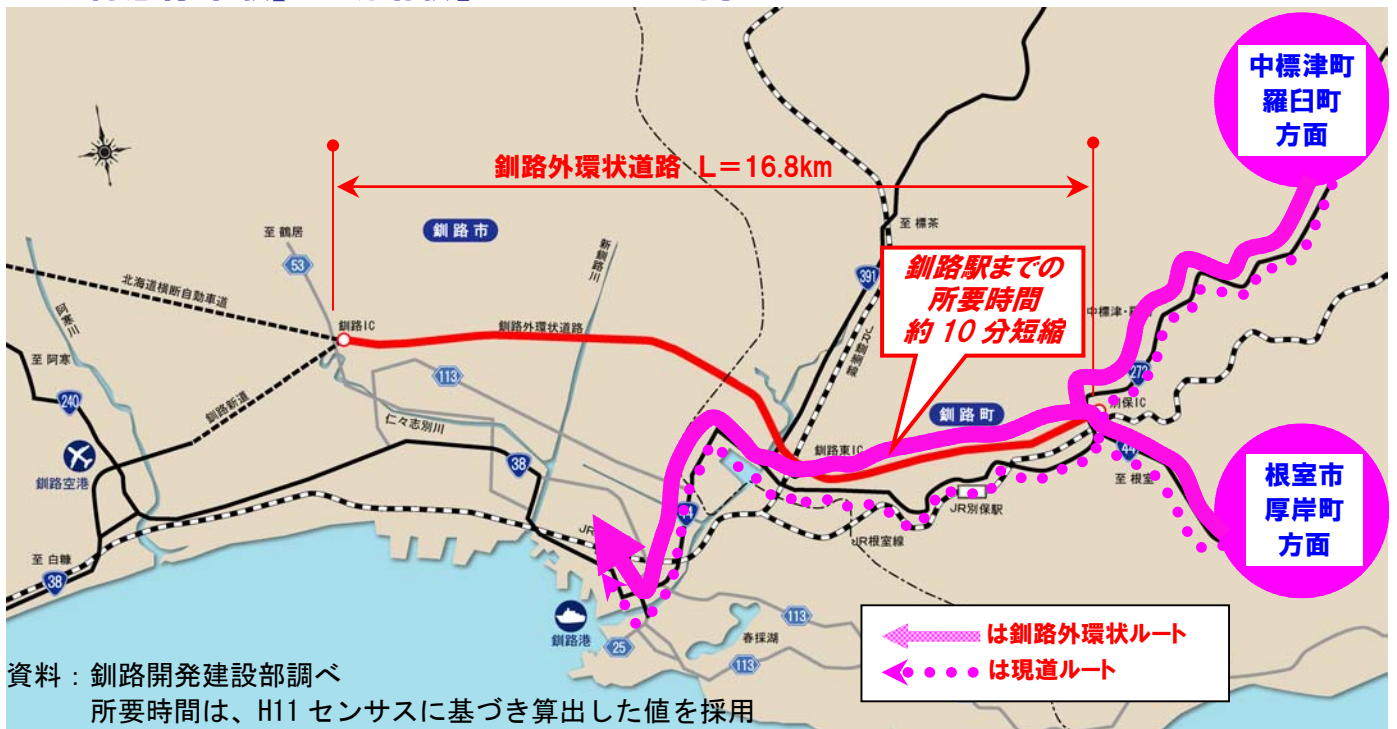 中標津町
羅臼町
方面
釧路外環状道路 L=16.8km
釧路市
至 鶴居
新釧路川
至 標茶
53
391
北海道横断自動車道
阿寒川
釧路駅までの
所要時間
約 10 分短縮
中標津・
釧路IC
釧路外環状道路
JR釧網線
至 阿寒
113
272
240
釧路新道
仁々志別川
釧路町
別保IC
釧路東IC
38
44
釧路空港
至 根室
根室市
厚岸町
方面
JR別保駅
44
JR
JR根室線
至 白糠
38
釧路港
25
春採湖
113
113
は釧路外環状ルート
は現道ルート
資料:釧路開発建設部調べ
所要時間は、H11 センサスに基づき算出した値を採用